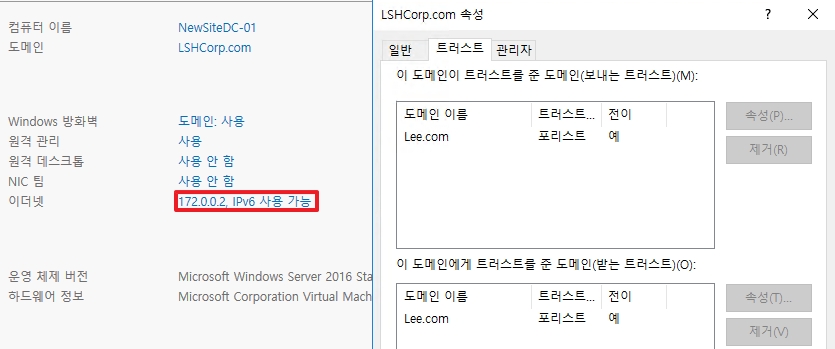 컴퓨터 이름 NewSiteDC-01
도메인 LSHCorp.com
Windows 방화벽 도메인: 사용
원격 관리 사용
원격 데스크톱 사용 안 함
NIC 팀 사용 안 함
이더넷 172.0.0.2, IPv6 사용 가능
운영 체제 버전 Microsoft Windows Server 2016 Sta
하드웨어 정보 Microsoft Corporation Virtual Mach
LSHCorp.com 속성
? ×
일반 트러스트 관리자
이 도메인이 트러스트를 준 도메인(보내는 트러스트)(M):
도메인 이름 트러스트... 전이
Lee.com 포리스트 예
속성(P)...
제거(R)
이 도메인에게 트러스트를 준 도메인(받는 트러스트)(O):
도메인 이름 트러스트... 전이
Lee.com 포리스트 예
속성(T)...
제거(V)